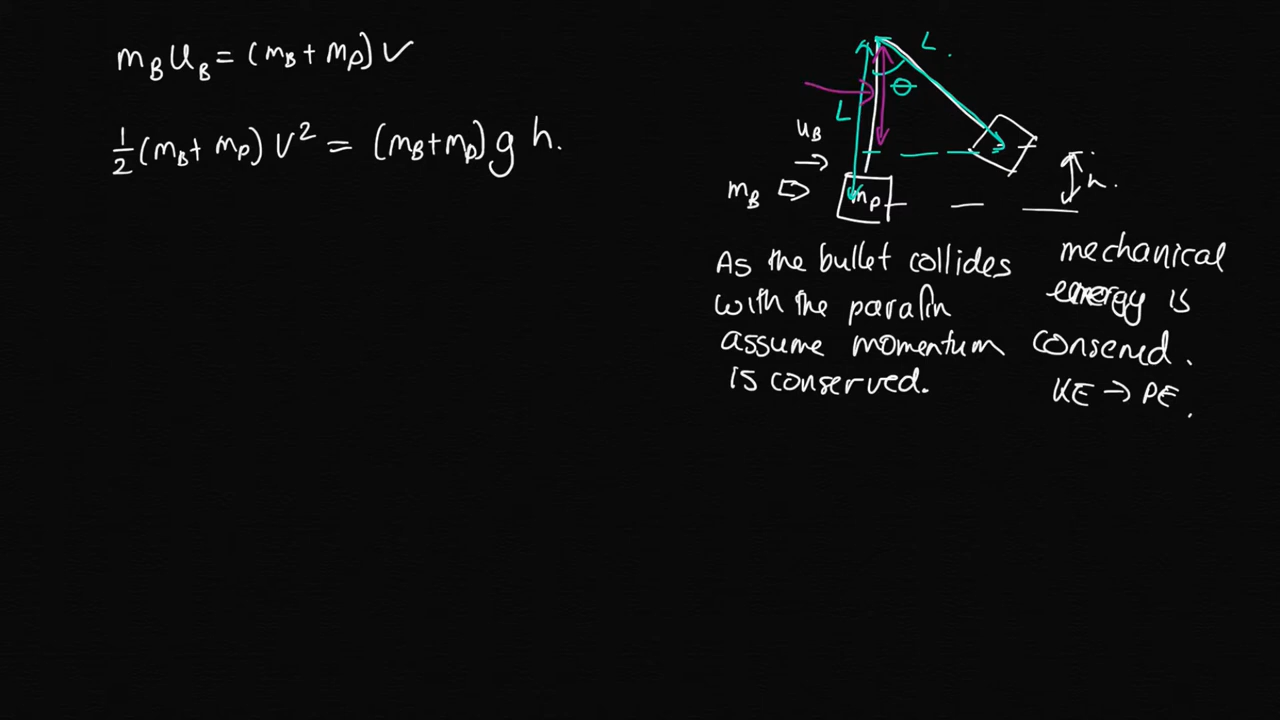 m_B u_B = (m_B + m_P) v
½ (m_B + m_P) v² = (m_B + m_P) g h.
L.
θ
L
u_B
m_B
m_P
h.
As the bullet collides
with the parafin
assume momentum
is conserved.
mechanical
energy is
conserved.
KE → PE.